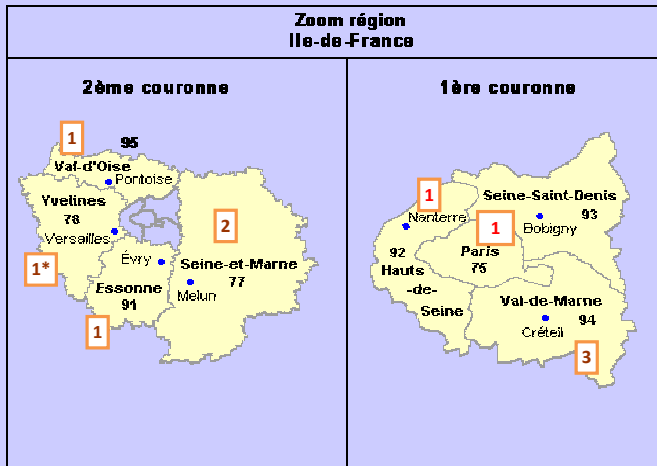 Zoom région
Ile-de-France
2ème couronne
1
95
Val-d'Oise
Pontoise
Yvelines
78
Versailles
2
Évry
Seine-et-Marne
77
1*
Essonne
91
Melun
1
1ère couronne
1
Nanterre
Seine-Saint-Denis
93
1
Bobigny
92
Hauts
-de-
Seine
Paris
75
Val-de-Marne
94
Créteil
3